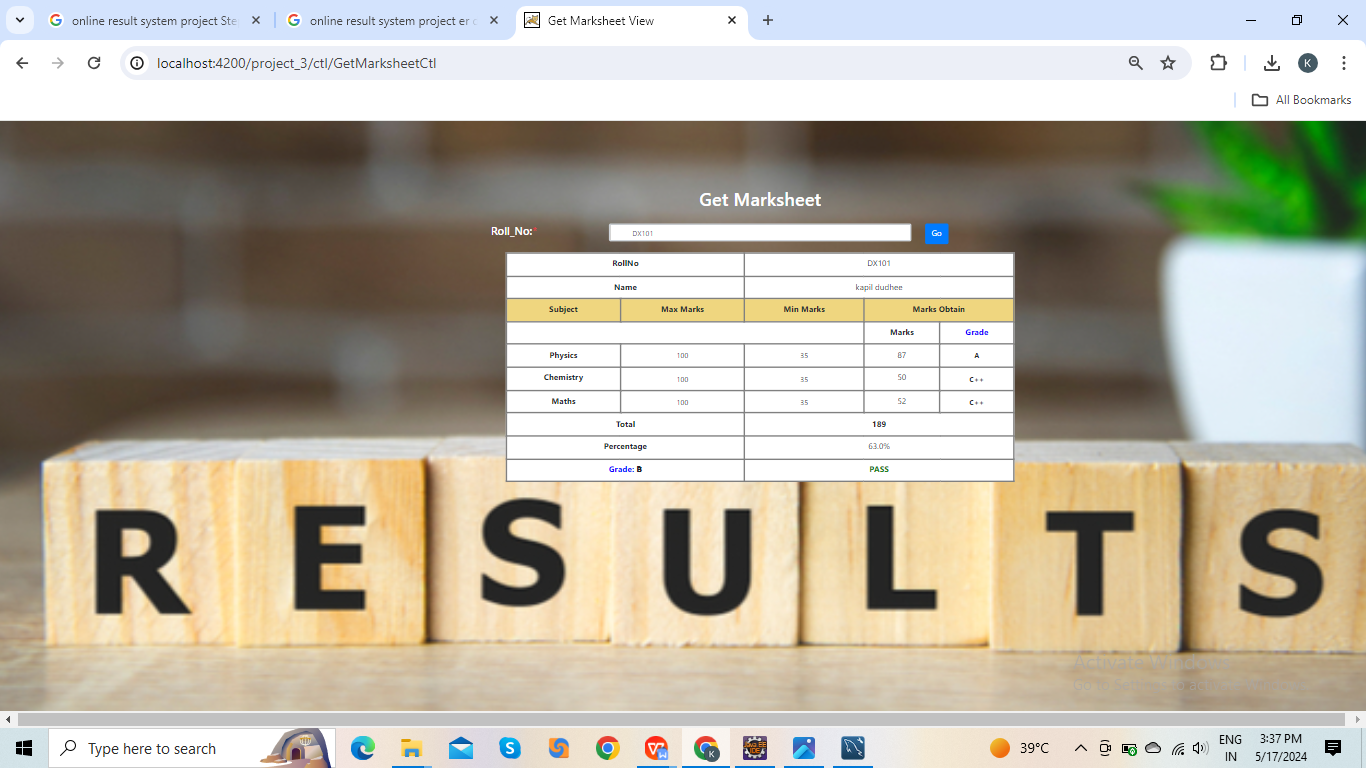 online result system project Ste
online result system project er d
Get Marksheet View
localhost:4200/project_3/ctl/GetMarksheetCtl
K
All Bookmarks
Get Marksheet
Roll_No:* DX101 Go
RollNo DX101
Name kapil dudhee
Subject Max Marks Min Marks Marks Obtain
Marks Grade
Physics 100 35 87 A
Chemistry 100 35 50 C++
Maths 100 35 52 C++
Total 189
Percentage 63.0%
Grade: B PASS
RESULTS
Activate Windows
Type here to search
39°C
ENG
IN
3:37 PM
5/17/2024